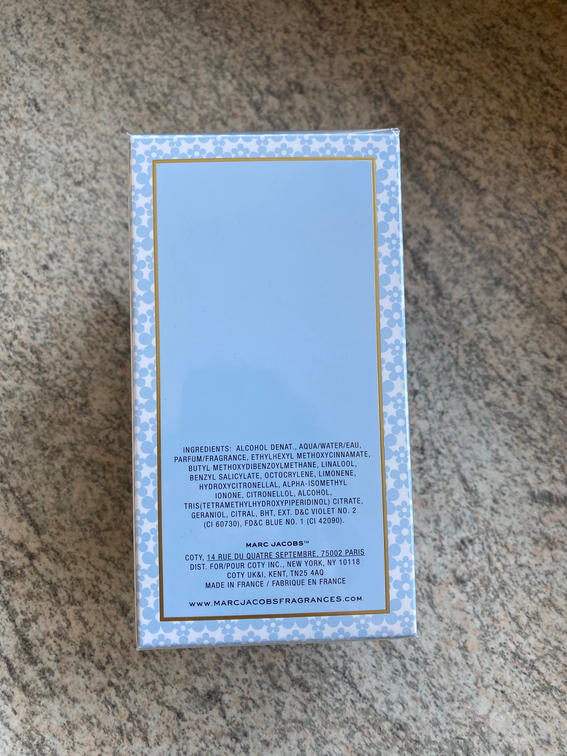 INGREDIENTS: ALCOHOL DENAT., AQUA/WATER/EAU,
PARFUM/FRAGRANCE, ETHYLHEXYL METHOXYCINNAMATE,
BUTYL METHOXYDIBENZOYLMETHANE, LINALOOL,
BENZYL SALICYLATE, OCTOCRYLENE, LIMONENE,
HYDROXYCITRONELLAL, ALPHA-ISOMETHYL
IONONE, CITRONELLOL, ALCOHOL,
TRIS(TETRAMETHYLHYDROXYPIPERIDINOL) CITRATE,
GERANIOL, CITRAL, BHT, EXT. D&C VIOLET NO. 2
(CI 60730), FD&C BLUE NO. 1 (CI 42090).
MARC JACOBS™
COTY, 14 RUE DU QUATRE SEPTEMBRE, 75002 PARIS
DIST. FOR/POUR COTY INC., NEW YORK, NY 10118
COTY UK&I, KENT, TN25 4AQ
MADE IN FRANCE / FABRIQUE EN FRANCE
WWW.MARCJACOBSFRAGRANCES.COM